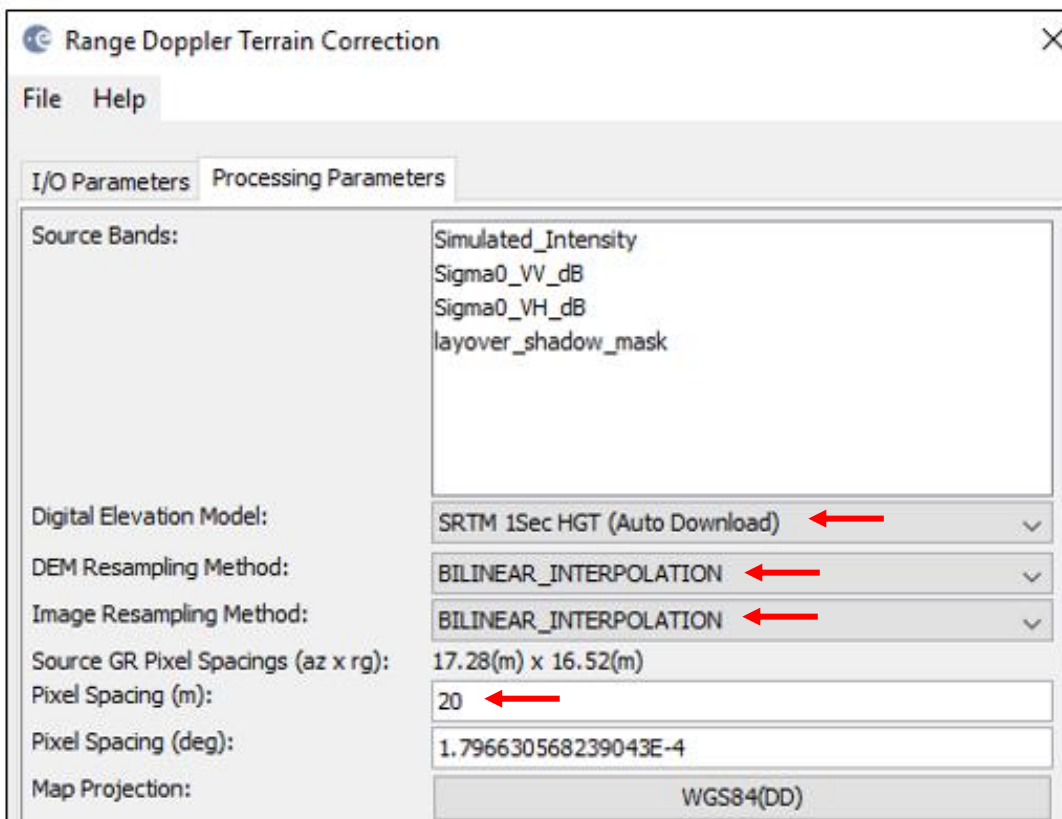 Range Doppler Terrain Correction
File Help
I/O Parameters Processing Parameters
Source Bands:
Simulated_Intensity
Sigma0_VV_dB
Sigma0_VH_dB
layover_shadow_mask
Digital Elevation Model: SRTM 1Sec HGT (Auto Download)
DEM Resampling Method: BILINEAR_INTERPOLATION
Image Resampling Method: BILINEAR_INTERPOLATION
Source GR Pixel Spacings (az x rg): 17.28(m) x 16.52(m)
Pixel Spacing (m): 20
Pixel Spacing (deg): 1.796630568239043E-4
Map Projection: WGS84(DD)